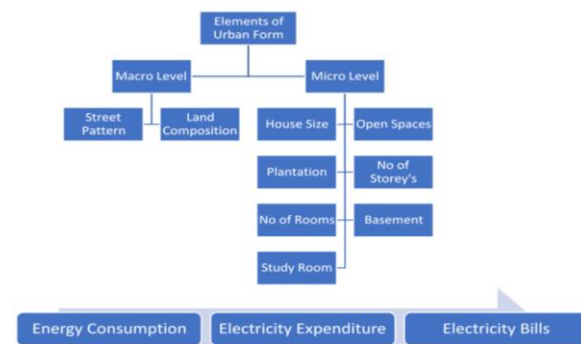 Elements of
Urban Form
Macro Level
Micro Level
Street
Pattern
Land
Composition
House Size
Open Spaces
Plantation
No of
Storey's
No of Rooms
Basement
Study Room
Energy Consumption
Electricity Expenditure
Electricity Bills